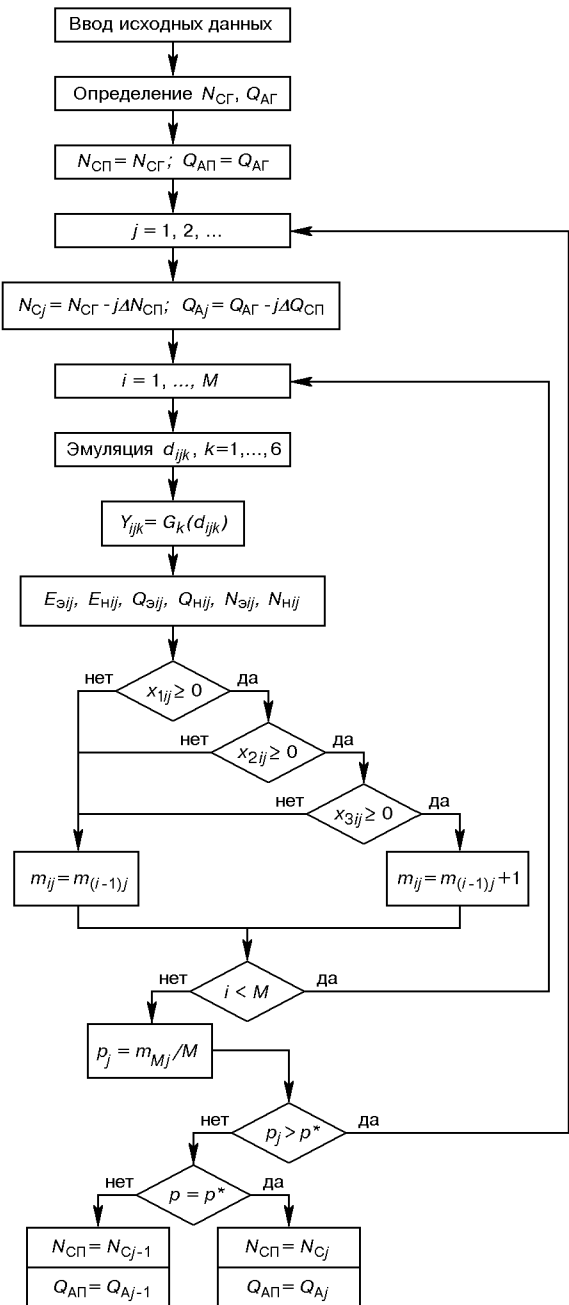 Ввод исходных данных
Определение N_СГ, Q_АГ
N_СП = N_СГ; Q_АП = Q_АГ
j = 1, 2, ...
N_Сj = N_СГ - jΔN_СП; Q_Аj = Q_АГ - jΔQ_СП
i = 1, ..., M
Эмуляция d_ijk, k=1,...,6
Y_ijk = G_k(d_ijk)
E_Эij, E_Нij, Q_Эij, Q_Нij, N_Эij, N_Нij
нет x_1ij ≥ 0 да
нет x_2ij ≥ 0 да
нет x_3ij ≥ 0 да
m_ij = m_(i-1)j m_ij = m_(i-1)j +1
нет i < M да
p_j = m_Mj /M
нет p_j > p* да
нет p = p* да
N_СП = N_Сj-1 N_СП = N_Сj
Q_АП = Q_Аj-1 Q_АП = Q_Аj